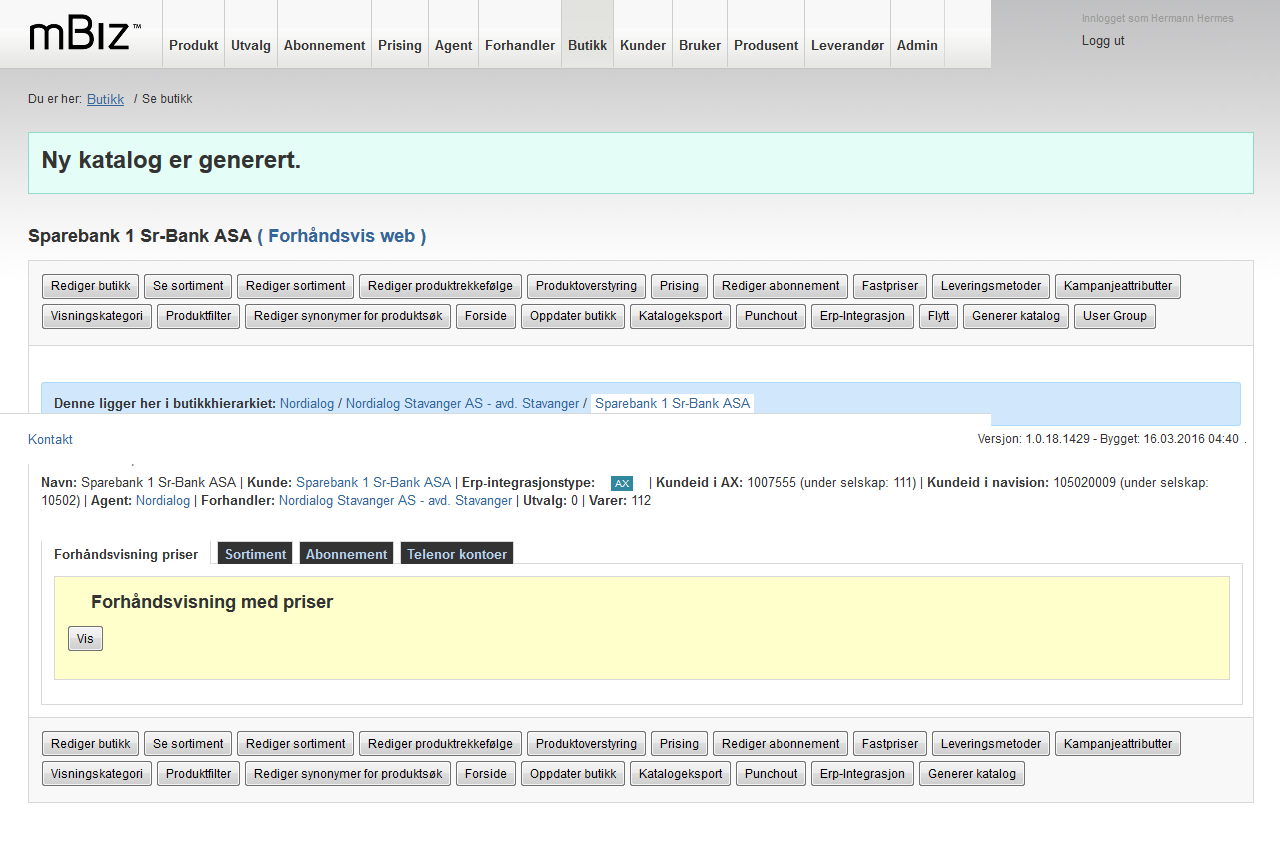 mBiz™
Produkt Utvalg Abonnement Prising Agent Forhandler Butikk Kunder Bruker Produsent Leverandør Admin
Innlogget som Hermann Hermes
Logg ut
Du er her: Butikk / Se butikk
Ny katalog er generert.
Sparebank 1 Sr-Bank ASA ( Forhåndsvis web )
Rediger butikk Se sortiment Rediger sortiment Rediger produktrekkefølge Produktoverstyring Prising Rediger abonnement Fastpriser Leveringsmetoder Kampanjeattributter
Visningskategori Produktfilter Rediger synonymer for produktsøk Forside Oppdater butikk Katalogeksport Punchout Erp-Integrasjon Flytt Generer katalog User Group
Denne ligger her i butikkhierarkiet: Nordialog / Nordialog Stavanger AS - avd. Stavanger / Sparebank 1 Sr-Bank ASA
Kontakt
Versjon: 1.0.18.1429 - Bygget: 16.03.2016 04:40 .
Navn: Sparebank 1 Sr-Bank ASA | Kunde: Sparebank 1 Sr-Bank ASA | Erp-integrasjonstype: AX | Kundeid i AX: 1007555 (under selskap: 111) | Kundeid i navision: 105020009 (under selskap:
10502) | Agent: Nordialog | Forhandler: Nordialog Stavanger AS - avd. Stavanger | Utvalg: 0 | Varer: 112
Forhåndsvisning priser Sortiment Abonnement Telenor kontoer
Forhåndsvisning med priser
Vis
Rediger butikk Se sortiment Rediger sortiment Rediger produktrekkefølge Produktoverstyring Prising Rediger abonnement Fastpriser Leveringsmetoder Kampanjeattributter
Visningskategori Produktfilter Rediger synonymer for produktsøk Forside Oppdater butikk Katalogeksport Punchout Erp-Integrasjon Generer katalog